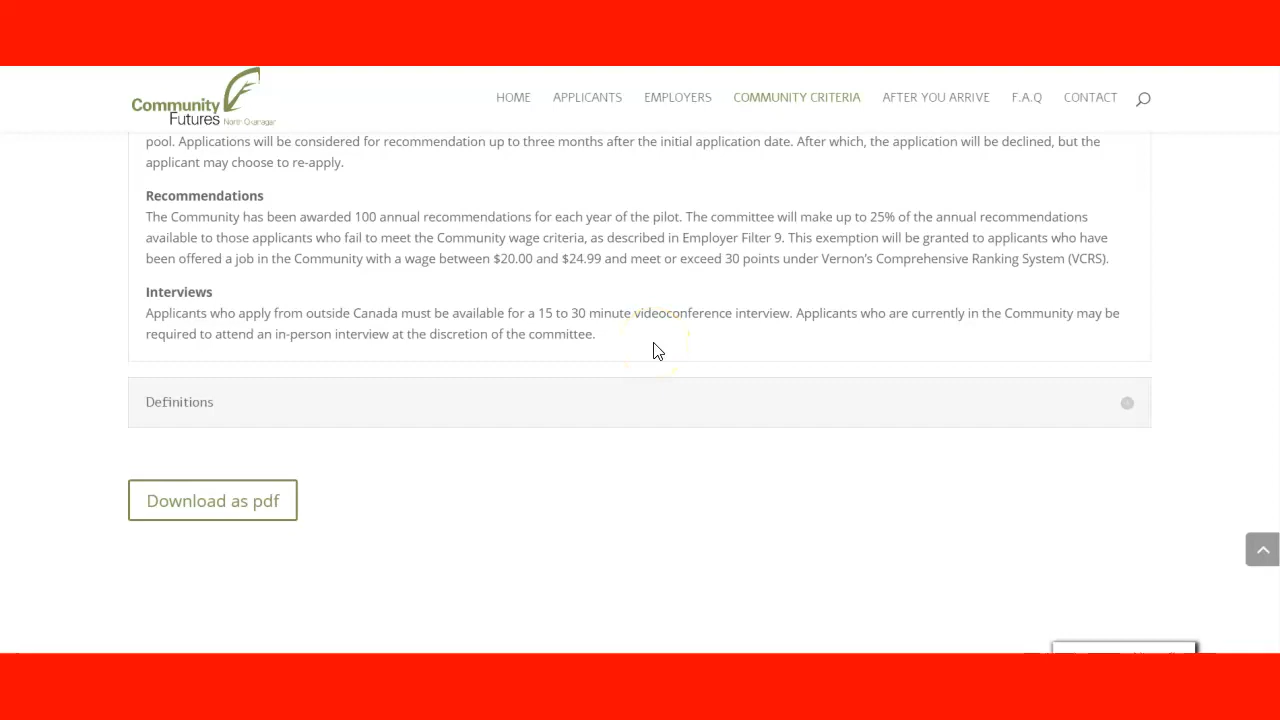 Community
Futures North Okanagan
HOME APPLICANTS EMPLOYERS COMMUNITY CRITERIA AFTER YOU ARRIVE F.A.Q CONTACT
pool. Applications will be considered for recommendation up to three months after the initial application date. After which, the application will be declined, but the
applicant may choose to re-apply.
Recommendations
The Community has been awarded 100 annual recommendations for each year of the pilot. The committee will make up to 25% of the annual recommendations
available to those applicants who fail to meet the Community wage criteria, as described in Employer Filter 9. This exemption will be granted to applicants who have
been offered a job in the Community with a wage between $20.00 and $24.99 and meet or exceed 30 points under Vernon's Comprehensive Ranking System (VCRS).
Interviews
Applicants who apply from outside Canada must be available for a 15 to 30 minute videoconference interview. Applicants who are currently in the Community may be
required to attend an in-person interview at the discretion of the committee.
Definitions
Download as pdf